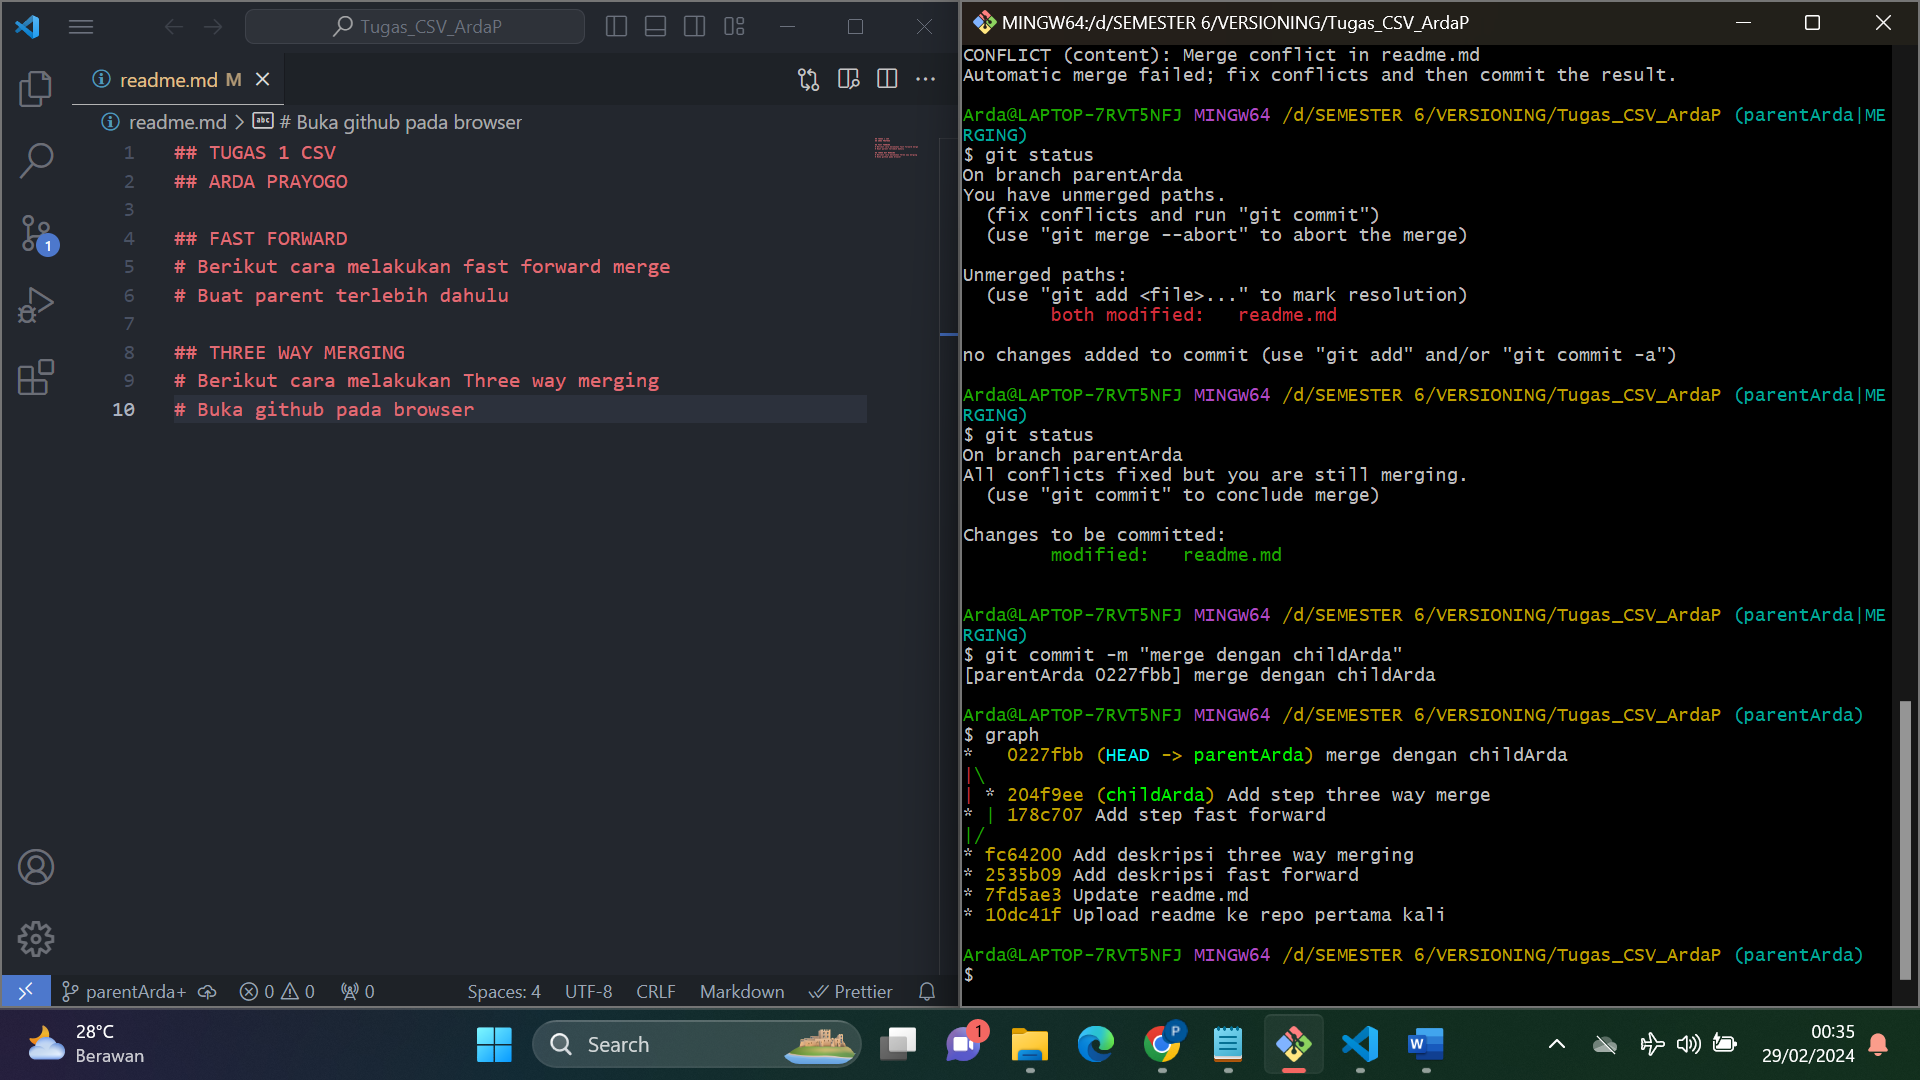 Tugas_CSV_ArdaP
readme.md M
readme.md > # Buka github pada browser
1 ## TUGAS 1 CSV
2 ## ARDA PRAYOGO
3
4 ## FAST FORWARD
5 # Berikut cara melakukan fast forward merge
6 # Buat parent terlebih dahulu
7
8 ## THREE WAY MERGING
9 # Berikut cara melakukan Three way merging
10 # Buka github pada browser
1
parentArda+ 0 0 0 Spaces: 4 UTF-8 CRLF Markdown Prettier
MINGW64:/d/SEMESTER 6/VERSIONING/Tugas_CSV_ArdaP
CONFLICT (content): Merge conflict in readme.md
Automatic merge failed; fix conflicts and then commit the result.
Arda@LAPTOP-7RVT5NFJ MINGW64 /d/SEMESTER 6/VERSIONING/Tugas_CSV_ArdaP (parentArda|ME
RGING)
$ git status
On branch parentArda
You have unmerged paths.
(fix conflicts and run "git commit")
(use "git merge --abort" to abort the merge)
Unmerged paths:
(use "git add <file>..." to mark resolution)
both modified: readme.md
no changes added to commit (use "git add" and/or "git commit -a")
Arda@LAPTOP-7RVT5NFJ MINGW64 /d/SEMESTER 6/VERSIONING/Tugas_CSV_ArdaP (parentArda|ME
RGING)
$ git status
On branch parentArda
All conflicts fixed but you are still merging.
(use "git commit" to conclude merge)
Changes to be committed:
modified: readme.md
Arda@LAPTOP-7RVT5NFJ MINGW64 /d/SEMESTER 6/VERSIONING/Tugas_CSV_ArdaP (parentArda|ME
RGING)
$ git commit -m "merge dengan childArda"
[parentArda 0227fbb] merge dengan childArda
Arda@LAPTOP-7RVT5NFJ MINGW64 /d/SEMESTER 6/VERSIONING/Tugas_CSV_ArdaP (parentArda)
$ graph
*   0227fbb (HEAD -> parentArda) merge dengan childArda
|\
| * 204f9ee (childArda) Add step three way merge
* | 178c707 Add step fast forward
|/
* fc64200 Add deskripsi three way merging
* 2535b09 Add deskripsi fast forward
* 7fd5ae3 Update readme.md
* 10dc41f Upload readme ke repo pertama kali
Arda@LAPTOP-7RVT5NFJ MINGW64 /d/SEMESTER 6/VERSIONING/Tugas_CSV_ArdaP (parentArda)
$
28°C
Berawan
Search
1
P
W
00:35
29/02/2024